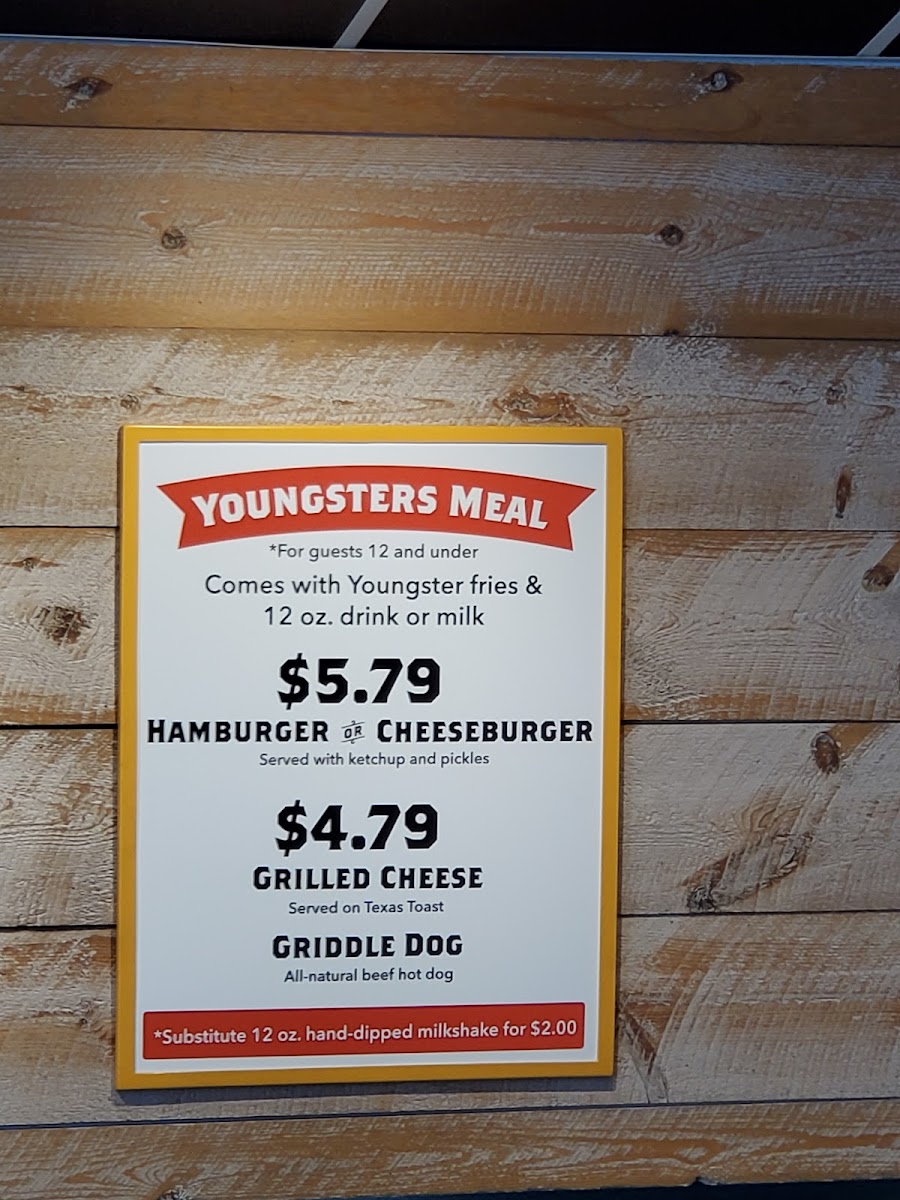 YOUNGSTERS MEAL
*For guests 12 and under
Comes with Youngster fries &
12 oz. drink or milk
$5.79
HAMBURGER OR CHEESEBURGER
Served with ketchup and pickles
$4.79
GRILLED CHEESE
Served on Texas Toast
GRIDDLE DOG
All-natural beef hot dog
*Substitute 12 oz. hand-dipped milkshake for $2.00